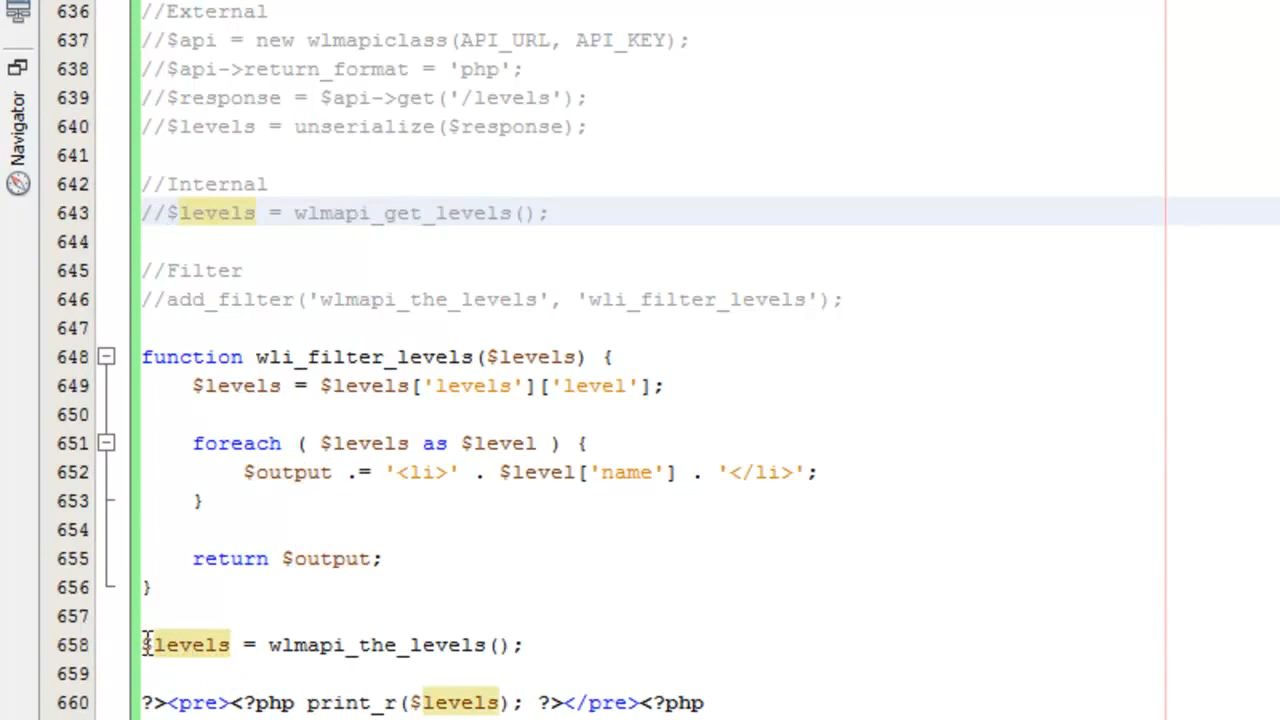 636 //External
637 //$api = new wlmapiclass(API_URL, API_KEY);
638 //$api->return_format = 'php';
639 //$response = $api->get('/levels');
640 //$levels = unserialize($response);
641
642 //Internal
643 //$levels = wlmapi_get_levels();
644
645 //Filter
646 //add_filter('wlmapi_the_levels', 'wli_filter_levels');
647
648 function wli_filter_levels($levels) {
649 $levels = $levels['levels']['level'];
650
651 foreach ( $levels as $level ) {
652 $output .= '<li>' . $level['name'] . '</li>';
653 }
654
655 return $output;
656 }
657
658 $levels = wlmapi_the_levels();
659
660 ?><pre><?php print_r($levels); ?></pre><?php
Navigator